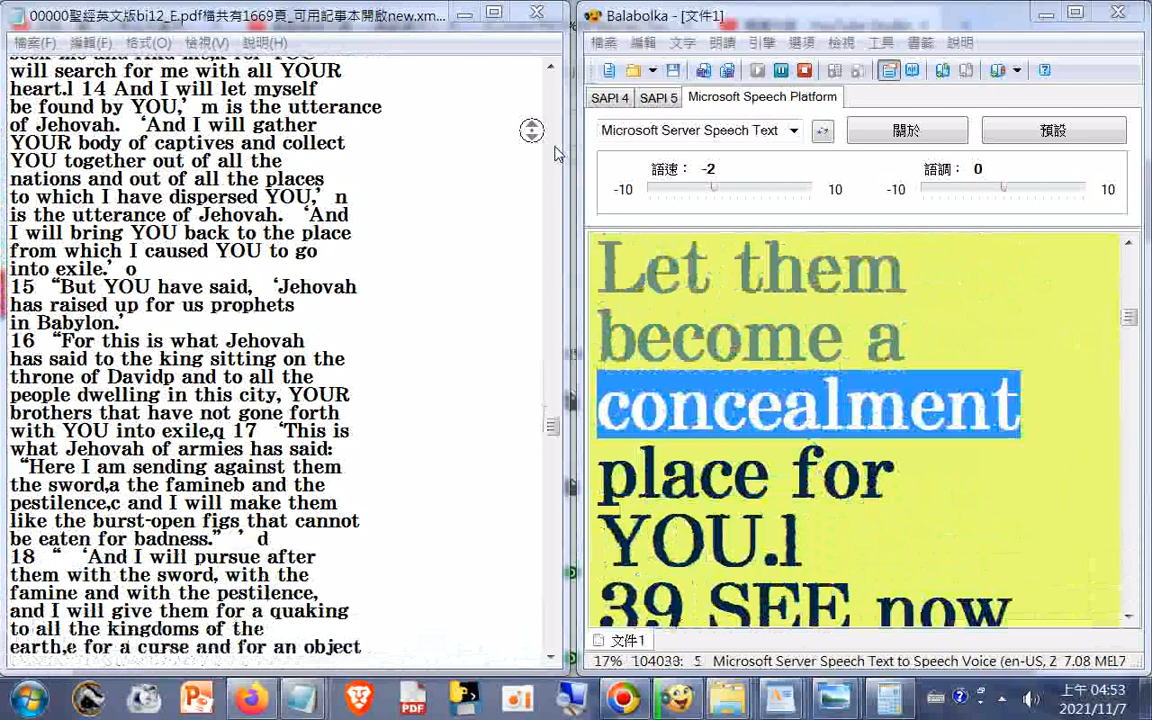 00000聖經英文版bi12_E.pdf檔共有1669頁_可用記事本開啟new.xm...
檔案(F) 編輯(E) 格式(O) 檢視(V) 說明(H)
will search for me with all YOUR
heart.l 14 And I will let myself
be found by YOU,’ m is the utterance
of Jehovah. ‘And I will gather
YOUR body of captives and collect
YOU together out of all the
nations and out of all the places
to which I have dispersed YOU,’ n
is the utterance of Jehovah. ‘And
I will bring YOU back to the place
from which I caused YOU to go
into exile.’ o
15 “But YOU have said, ‘Jehovah
has raised up for us prophets
in Babylon.’
16 “For this is what Jehovah
has said to the king sitting on the
throne of Davidp and to all the
people dwelling in this city, YOUR
brothers that have not gone forth
with YOU into exile,q 17 ‘This is
what Jehovah of armies has said:
“Here I am sending against them
the sword,a the famineb and the
pestilence,c and I will make them
like the burst-open figs that cannot
be eaten for badness.” ’ d
18 “ ‘And I will pursue after
them with the sword, with the
famine and with the pestilence,
and I will give them for a quaking
to all the kingdoms of the
earth,e for a curse and for an object
Balabolka - [文件1]
檔案 編輯 文字 朗讀 引擎 選項 檢視 工具 書籤 說明
SAPI 4 SAPI 5 Microsoft Speech Platform
Microsoft Server Speech Text 關於 預設
語速: -2 語調: 0
-10 10 -10 10
Let them
become a
concealment
place for
YOU.l
39 SEE now
文件1
17% 104033: Microsoft Server Speech Text to Speech Voice (en-US, Z 7.08 MEL
PDF
上午 04:53
2021/11/7